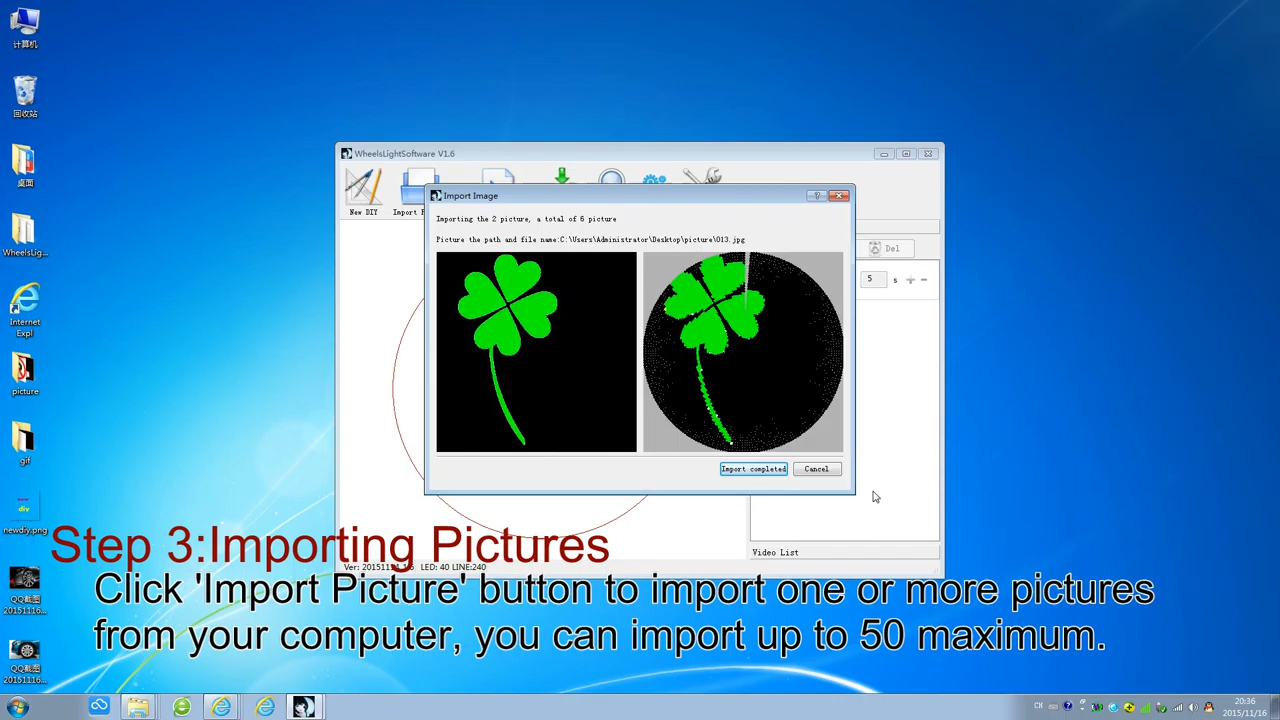 计算机
回收站
桌面
WheelsLig...
Internet
Expl
picture
gif
div
newdiy.png
QQ截图
20151116...
QQ截图
20151116...
WheelsLightSoftware V1.6
New DIY
Import
Del
5 s + −
Import Image
Importing the 2 picture, a total of 6 picture
Picture the path and file name:C:\Users\Administrator\Desktop\picture\013.jpg
Import completed
Cancel
Video List
LED: 40 LINE:240
Step 3:Importing Pictures
Click 'Import Picture' button to import one or more pictures
from your computer, you can import up to 50 maximum.
CH
20:36
2015/11/16